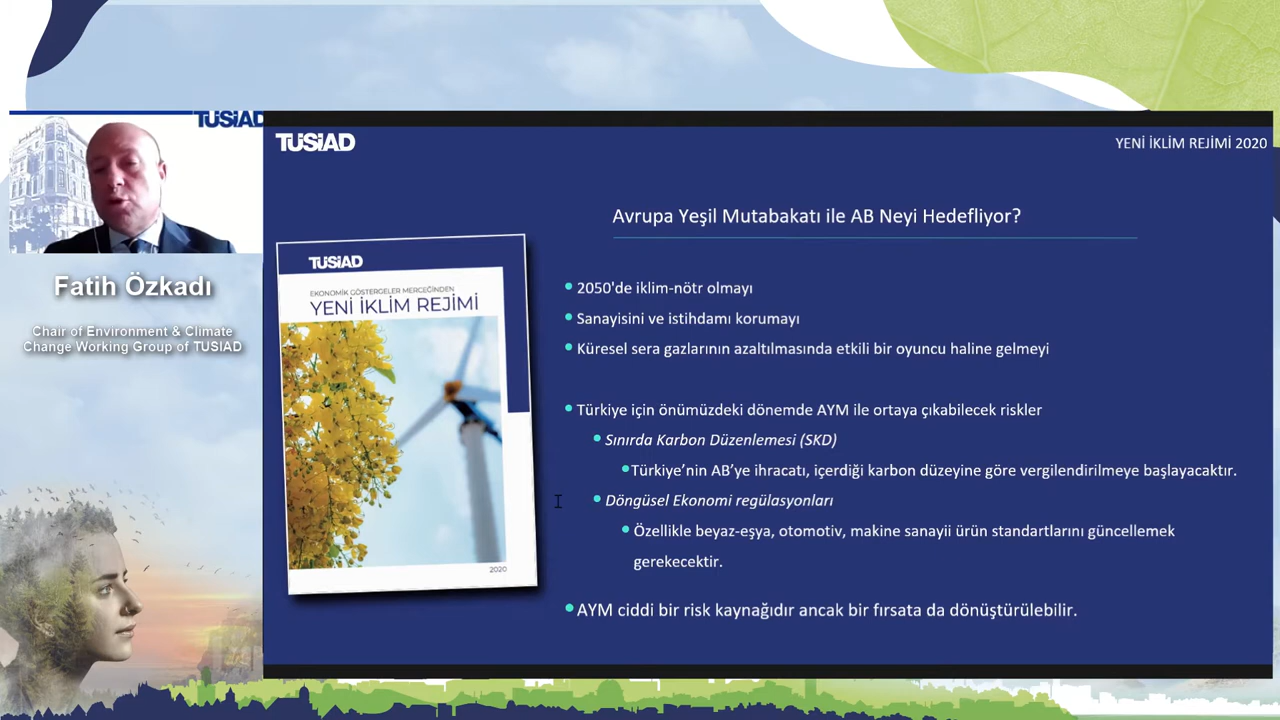 TÜSİAD
Fatih Özkadı
Chair of Environment & Climate
Change Working Group of TUSIAD
TÜSİAD
YENİ İKLİM REJİMİ 2020
Avrupa Yeşil Mutabakatı ile AB Neyi Hedefliyor?
TÜSİAD
EKONOMİK GÖSTERGELER MERCEĞİNDEN
YENİ İKLİM REJİMİ
2020
2050'de iklim-nötr olmayı
Sanayisini ve istihdamı korumayı
Küresel sera gazlarının azaltılmasında etkili bir oyuncu haline gelmeyi
Türkiye için önümüzdeki dönemde AYM ile ortaya çıkabilecek riskler
Sınırda Karbon Düzenlemesi (SKD)
Türkiye’nin AB’ye ihracatı, içerdiği karbon düzeyine göre vergilendirilmeye başlayacaktır.
Döngüsel Ekonomi regülasyonları
Özellikle beyaz-eşya, otomotiv, makine sanayii ürün standartlarını güncellemek
gerekecektir.
AYM ciddi bir risk kaynağıdır ancak bir fırsata da dönüştürülebilir.